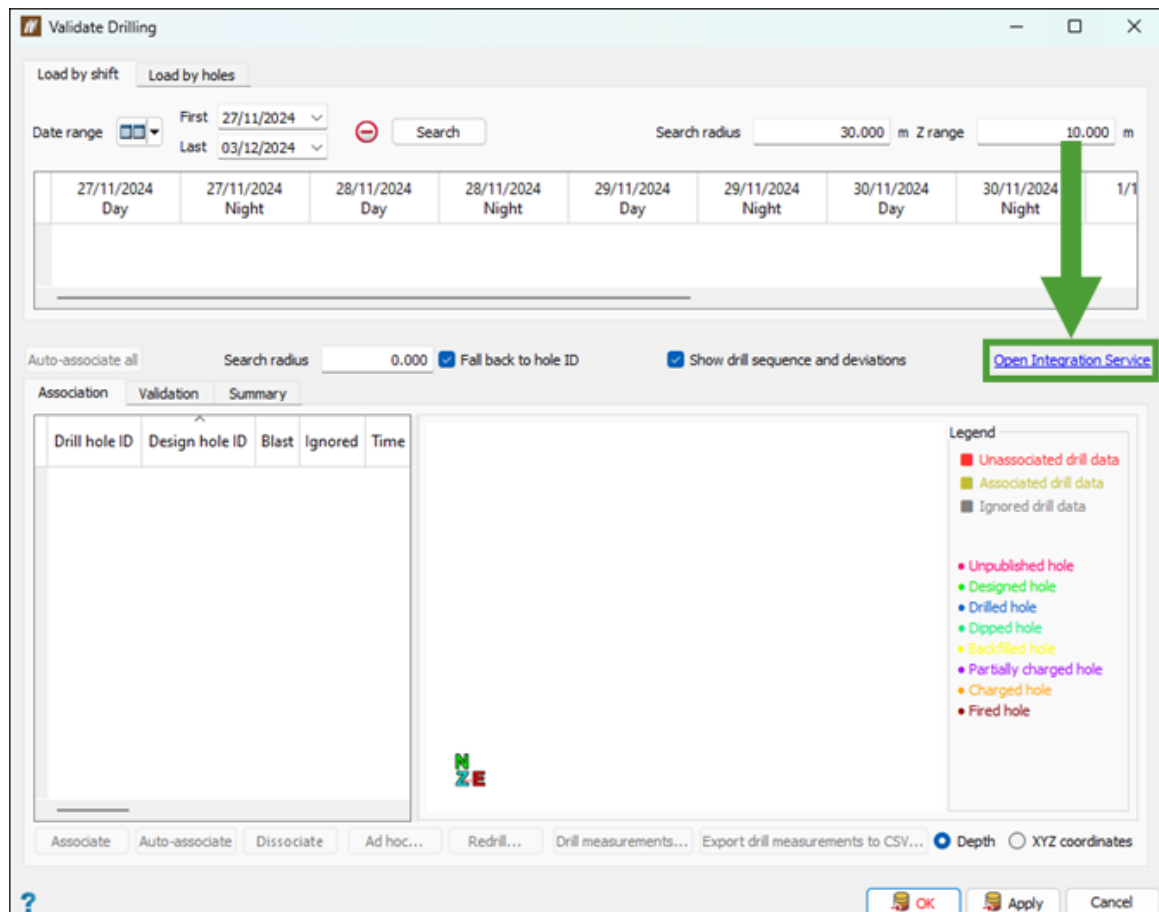 Validate Drilling
Load by shift Load by holes
Date range First 27/11/2024 Search Search radius 30.000 m Z range 10.000 m
Last 03/12/2024
27/11/2024 27/11/2024 28/11/2024 28/11/2024 29/11/2024 29/11/2024 30/11/2024 30/11/2024 1/1
Day Night Day Night Day Night Day Night
Auto-associate all Search radius 0.000 Fall back to hole ID Show drill sequence and deviations Open Integration Service
Association Validation Summary
Drill hole ID Design hole ID Blast Ignored Time
Legend
Unassociated drill data
Associated drill data
Ignored drill data
Unpublished hole
Designed hole
Drilled hole
Dipped hole
Backfilled hole
Partially charged hole
Charged hole
Fired hole
N
Z E
Associate Auto-associate Dissociate Ad hoc... Redrill... Drill measurements... Export drill measurements to CSV... Depth XYZ coordinates
? OK Apply Cancel